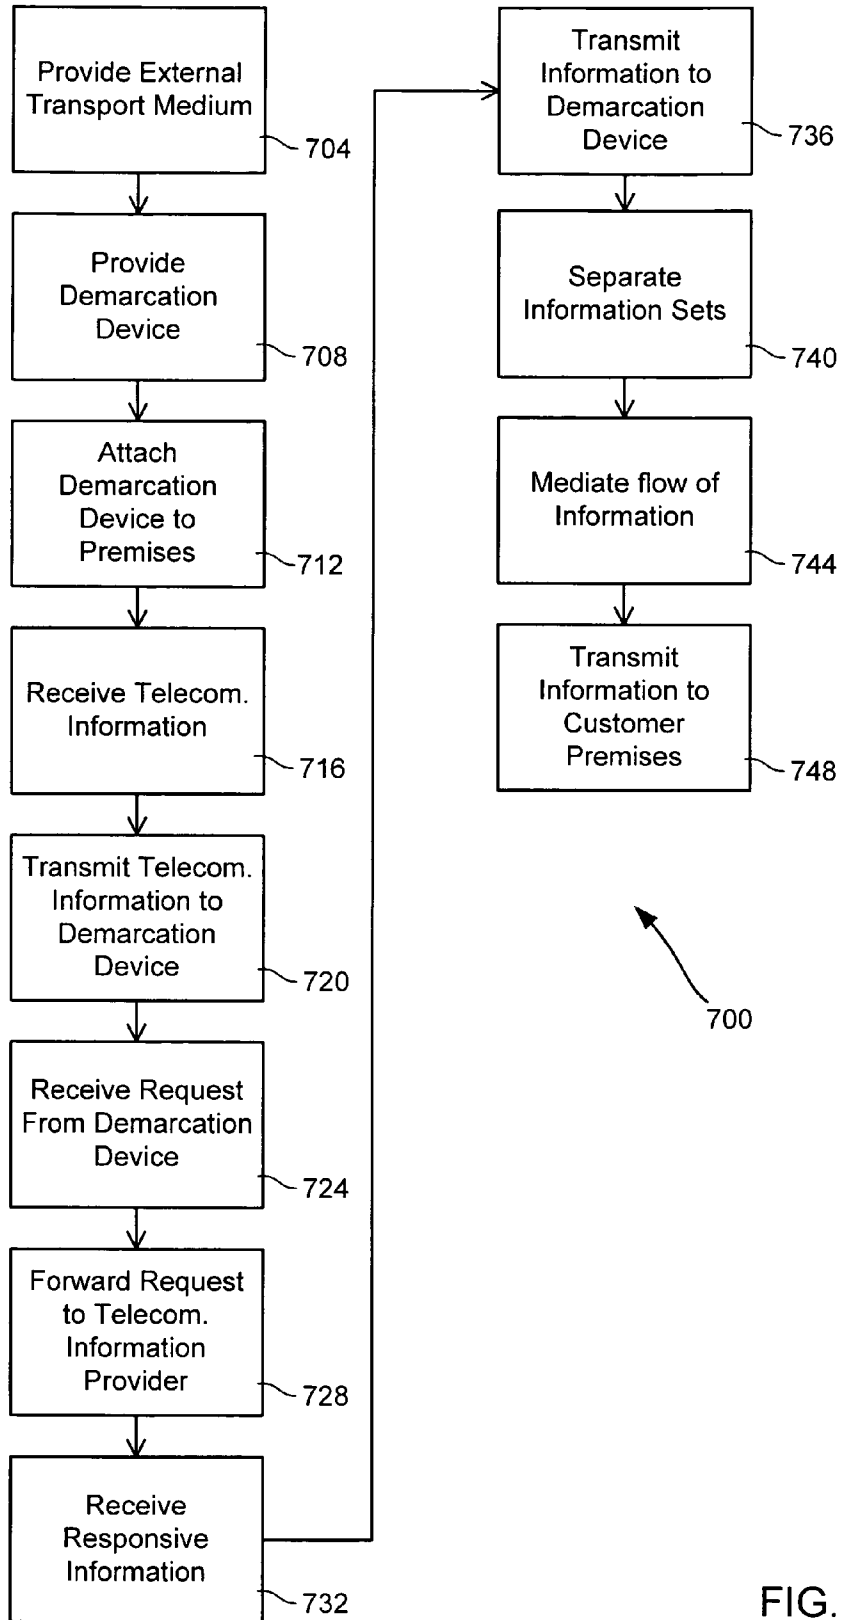 Provide External
Transport Medium
704
Provide
Demarcation
Device
708
Attach
Demarcation
Device to
Premises
712
Receive Telecom.
Information
716
Transmit Telecom.
Information to
Demarcation
Device
720
Receive Request
From Demarcation
Device
724
Forward Request
to Telecom.
Information
Provider
728
Receive
Responsive
Information
732
Transmit
Information to
Demarcation
Device
736
Separate
Information Sets
740
Mediate flow of
Information
744
Transmit
Information to
Customer
Premises
748
700
FIG.